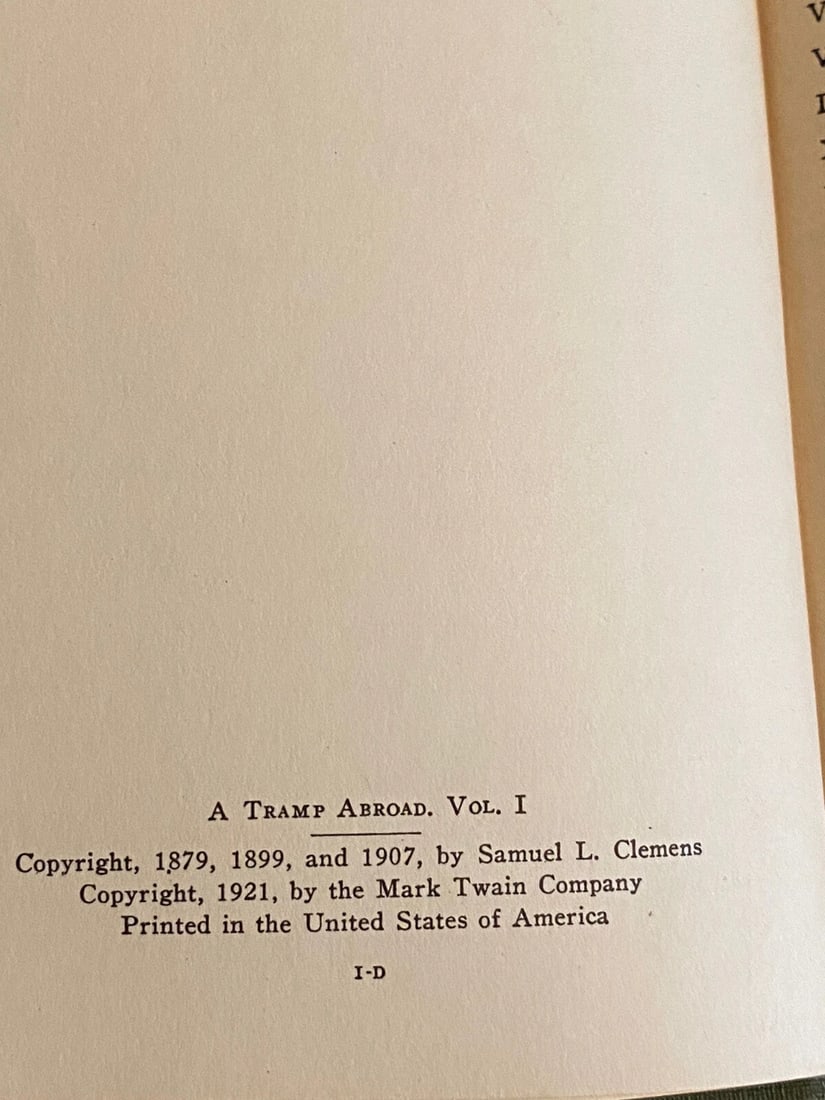 A Tramp Abroad. Vol. I
Copyright, 1879, 1899, and 1907, by Samuel L. Clemens
Copyright, 1921, by the Mark Twain Company
Printed in the United States of America
I-D